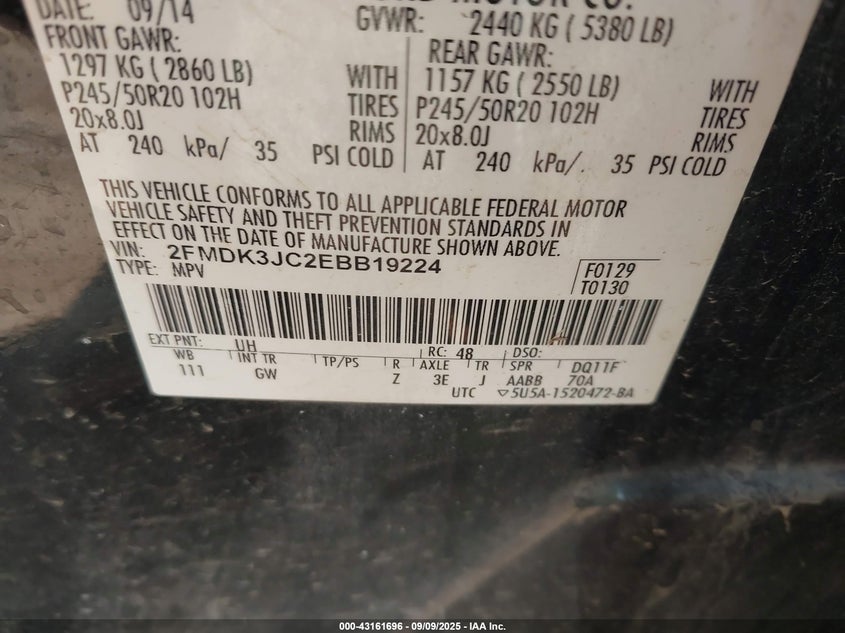 DATE: 09/14 MOTOR CO.
GVWR: 2440 KG ( 5380 LB)
FRONT GAWR:
1297 KG ( 2860 LB) WITH
P245/50R20 102H TIRES
20x8.0J RIMS
AT 240 kPa/ 35 PSI COLD
REAR GAWR:
1157 KG ( 2550 LB) WITH
P245/50R20 102H TIRES
20x8.0J RIMS
AT 240 kPa/. 35 PSI COLD
THIS VEHICLE CONFORMS TO ALL APPLICABLE FEDERAL MOTOR
VEHICLE SAFETY AND THEFT PREVENTION STANDARDS IN
EFFECT ON THE DATE OF MANUFACTURE SHOWN ABOVE.
VIN: 2FMDK3JC2EBB19224
TYPE: MPV
F0129
T0130
EXT PNT: UH RC: 48 DSO:
WB INT TR TP/PS R AXLE TR SPR DQ11F
111 GW Z 3E J AABB 70A
UTC ▽5U5A-1520472-BA
000-43161696 - 09/09/2025 - IAA Inc.